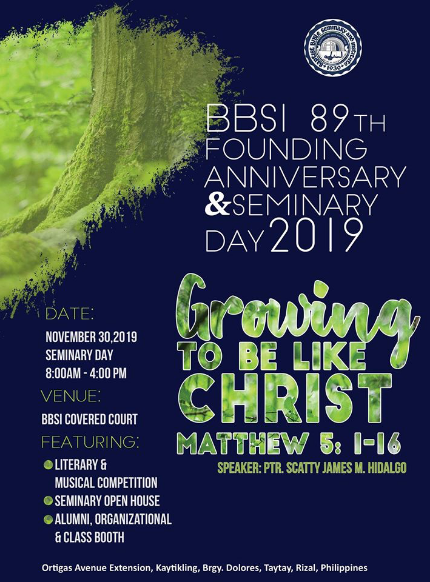 BBSI 89TH
FOUNDING
ANNIVERSARY
&SEMINARY
DAY 2019
Growing
TO BE LIKE
CHRIST
MATTHEW 5: 1-16
SPEAKER: PTR. SCATTY JAMES M. HIDALGO
DATE:
NOVEMBER 30,2019
SEMINARY DAY
8:00AM - 4:00 PM
VENUE:
BBSI COVERED COURT
FEATURING:
LITERARY &
MUSICAL COMPETITION
SEMINARY OPEN HOUSE
ALUMNI, ORGANIZATIONAL
& CLASS BOOTH
Ortigas Avenue Extension, Kaytikling, Brgy. Dolores, Taytay, Rizal, Philippines